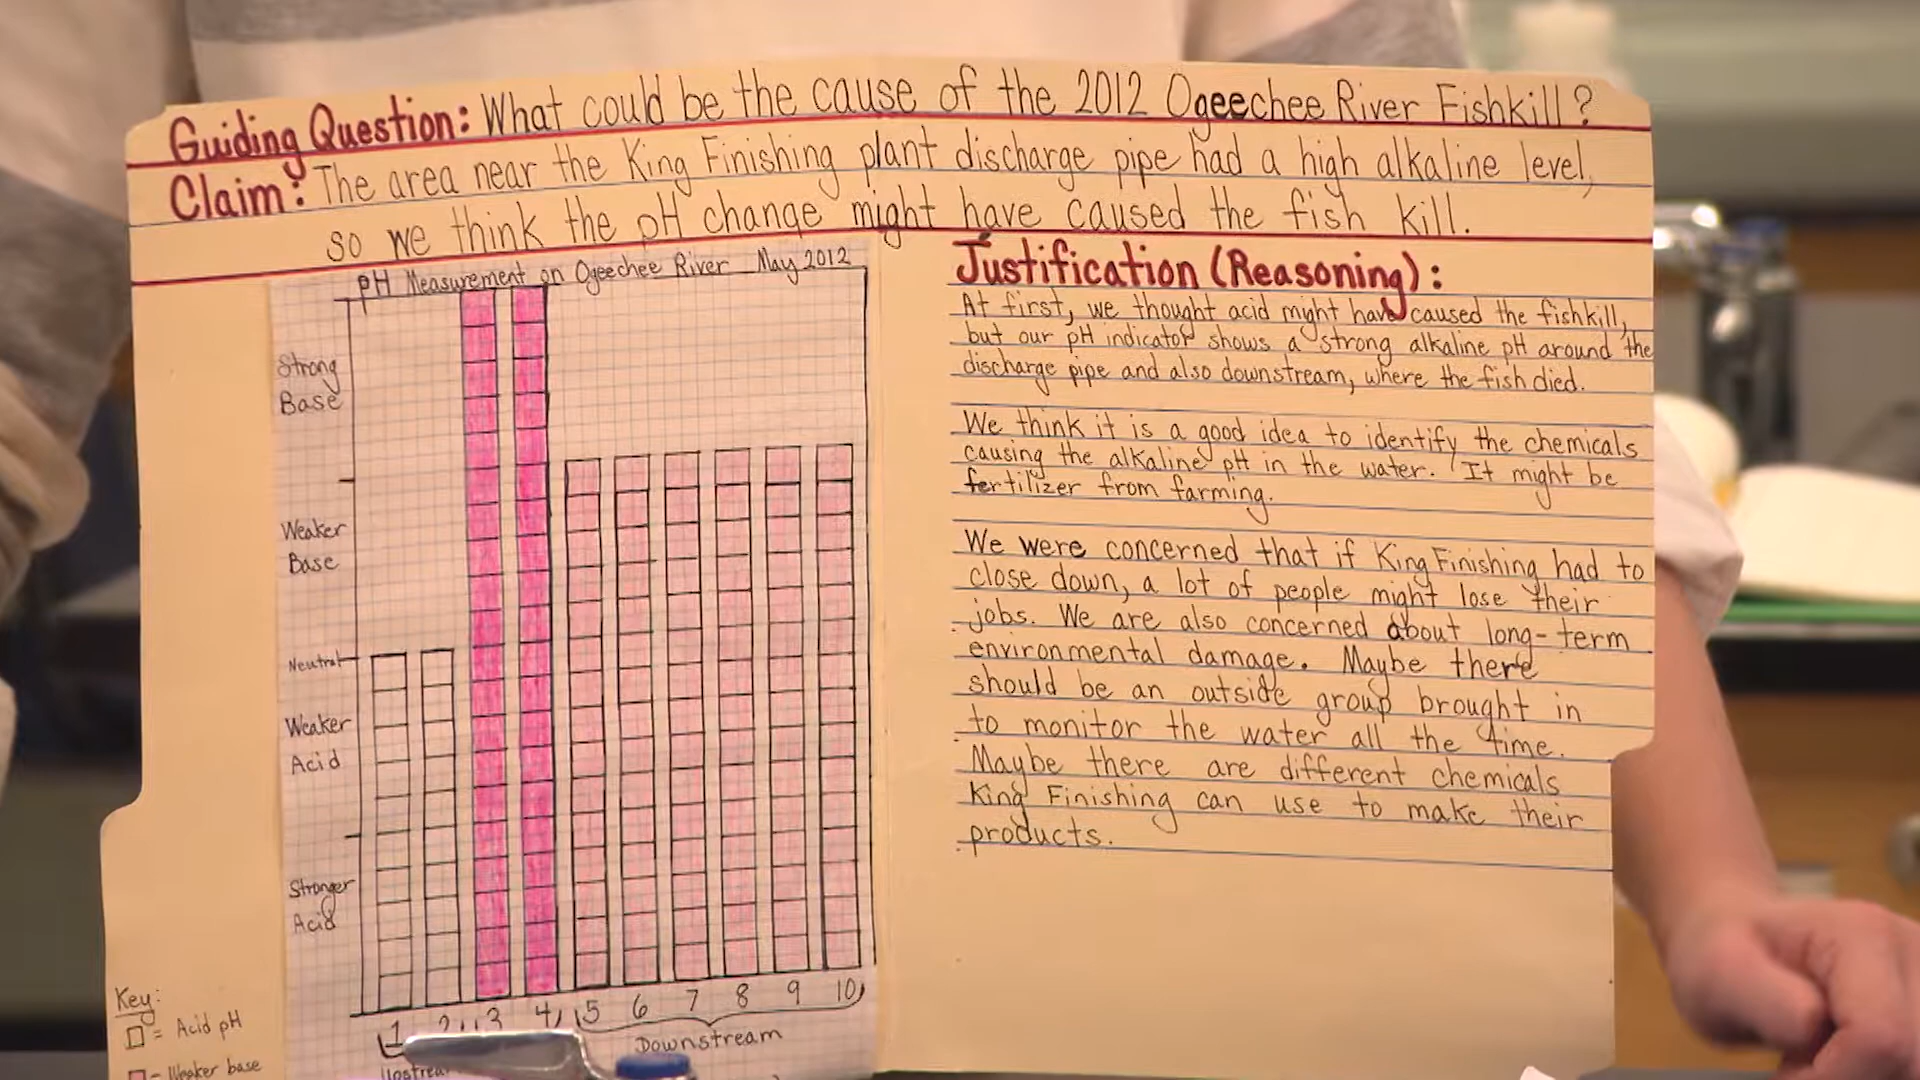 Guiding Question: What could be the cause of the 2012 Ogeechee River Fishkill?
Claim: The area near the King Finishing plant discharge pipe had a high alkaline level,
so we think the pH change might have caused the fish kill.
pH Measurement on Ogeechee River May 2012
Strong
Base
Weaker
Base
Neutral
Weaker
Acid
Stronger
Acid
1 2 3 4 5 6 7 8 9 10
Downstream
Key:
= Acid pH
= Weaker base
Justification (Reasoning):
At first, we thought acid might have caused the fishkill,
but our pH indicator shows a strong alkaline pH around the
discharge pipe and also downstream, where the fish died.
We think it is a good idea to identify the chemicals
causing the alkaline pH in the water. It might be
fertilizer from farming.
We were concerned that if King Finishing had to
close down, a lot of people might lose their
jobs. We are also concerned about long-term
environmental damage. Maybe there
should be an outside group brought in
to monitor the water all the time.
Maybe there are different chemicals
King Finishing can use to make their
products.